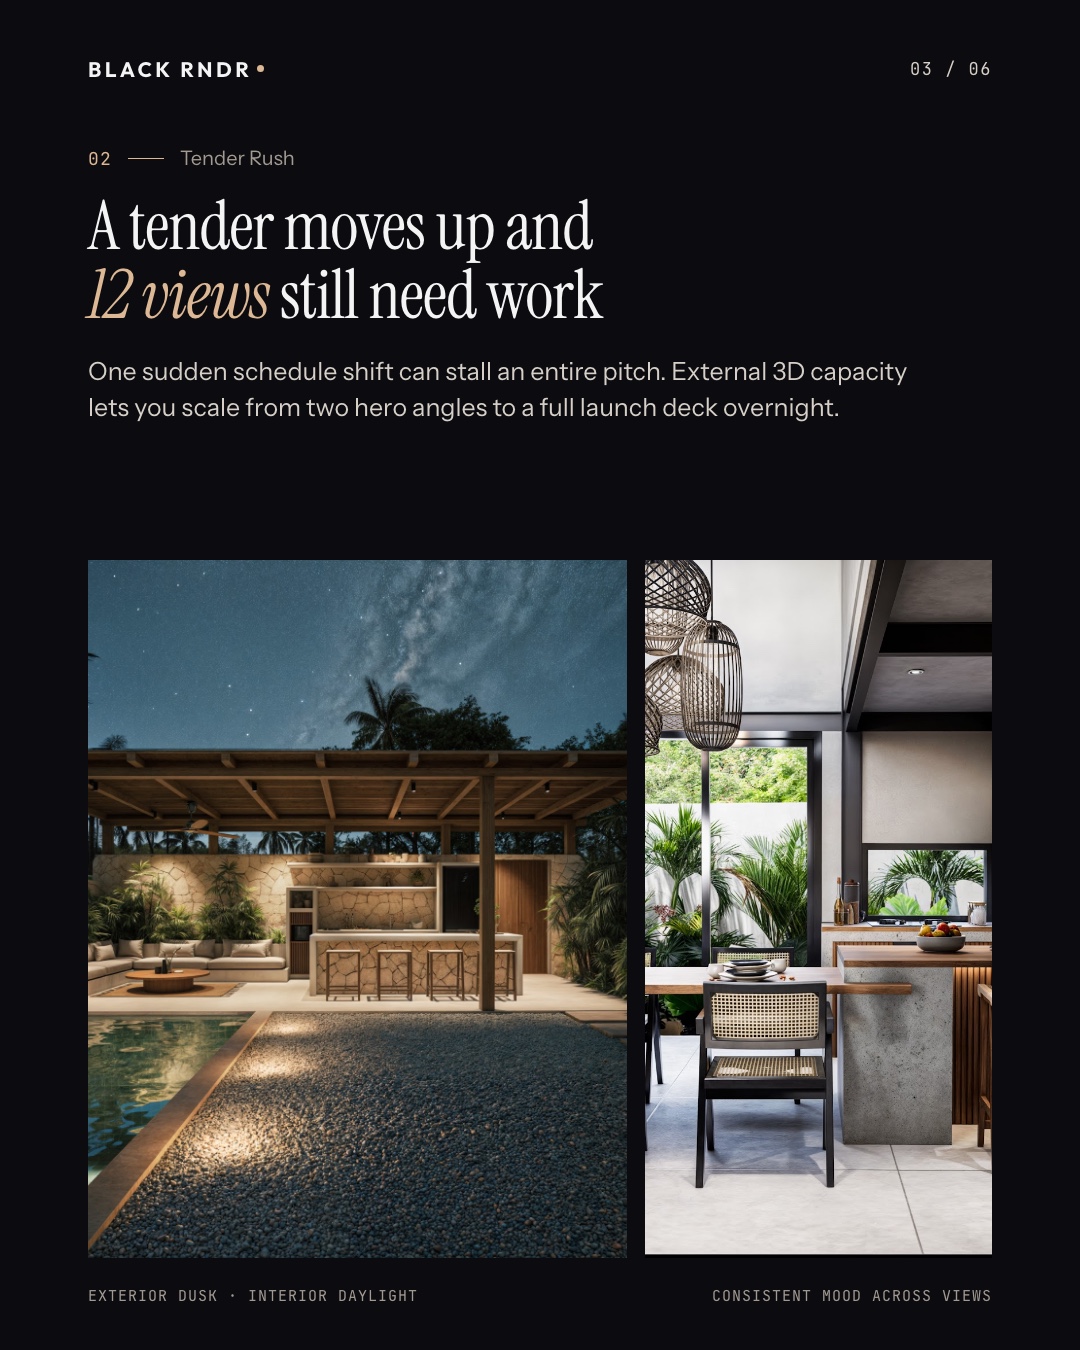 BLACK RNDR
03 / 06
02 — Tender Rush
A tender moves up and
12 views still need work
One sudden schedule shift can stall an entire pitch. External 3D capacity
lets you scale from two hero angles to a full launch deck overnight.
EXTERIOR DUSK · INTERIOR DAYLIGHT
CONSISTENT MOOD ACROSS VIEWS